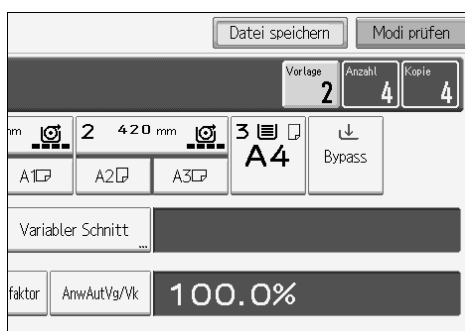 Datei speichern Modi prüfen
Vorlage Anzahl Kopie
2 4 4
mm 2 420 mm 3
A4 Bypass
A1 A2 A3
Variabler Schnitt ...
faktor AnwAutVg/Vk 100.0%